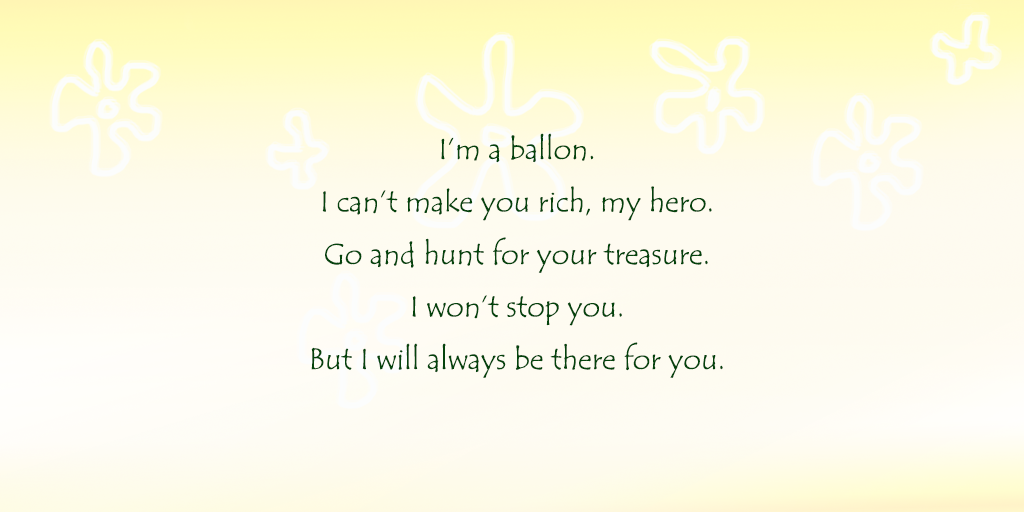 I'm a ballon.
I can't make you rich, my hero.
Go and hunt for your treasure.
I won't stop you.
But I will always be there for you.